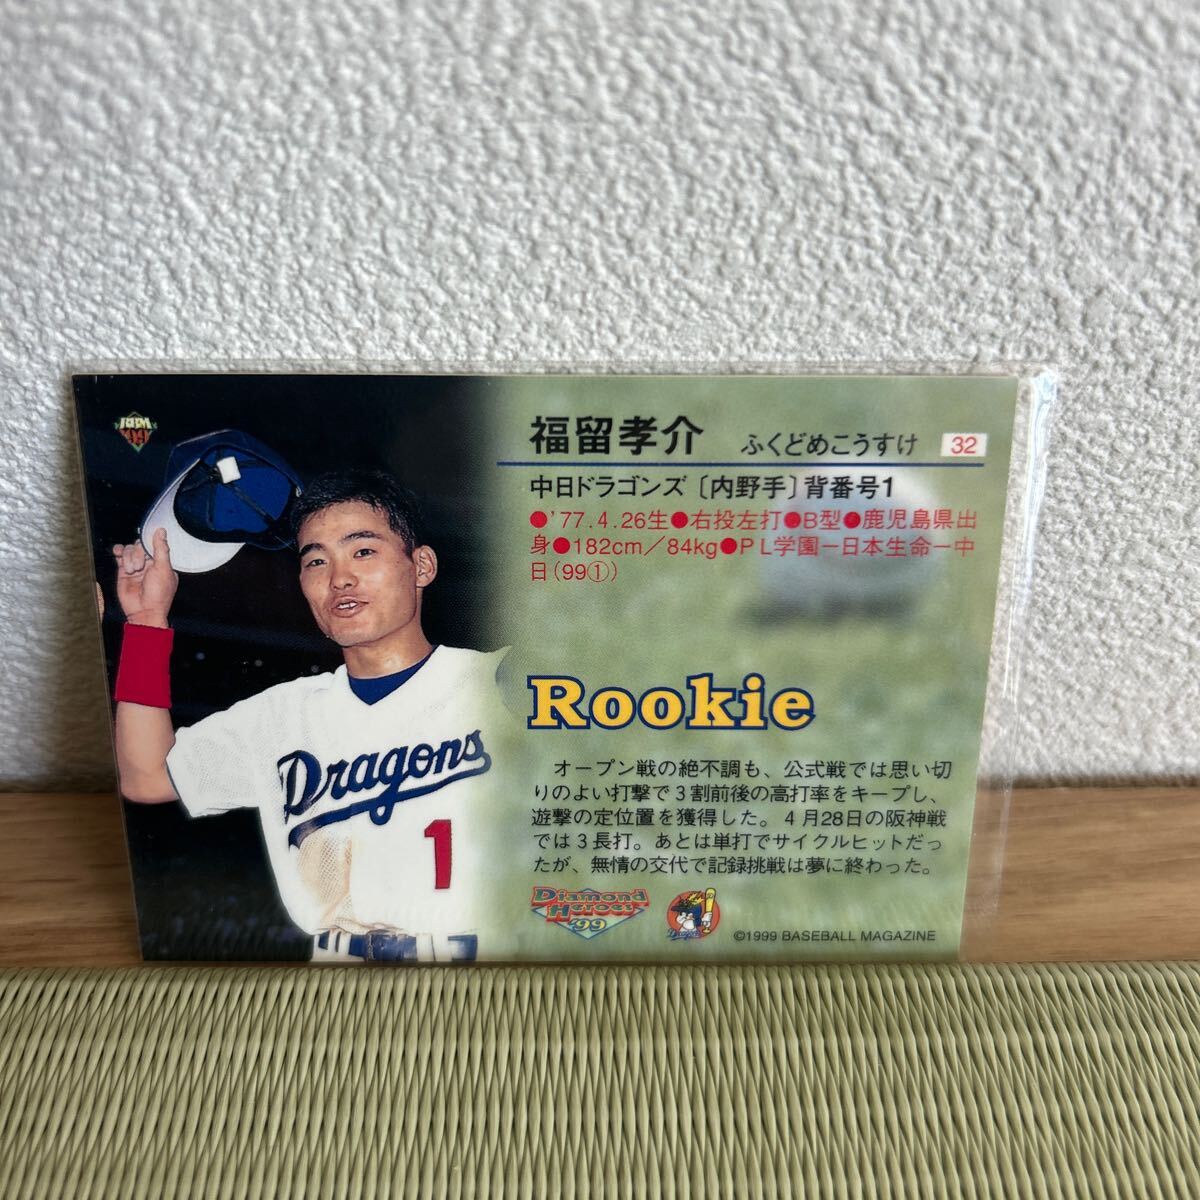 BBM
99
福留孝介 ふくどめこうすけ 32
中日ドラゴンズ〔内野手〕背番号1
●'77.4.26生●右投左打●B型●鹿児島県出
身●182cm／84kg●PL学園－日本生命－中
日(99①)
Dragons
1
Rookie
オープン戦の絶不調も、公式戦では思い切
りのよい打撃で3割前後の高打率をキープし、
遊撃の定位置を獲得した。4月28日の阪神戦
では3長打。あとは単打でサイクルヒットだっ
たが、無情の交代で記録挑戦は夢に終わった。
Diamond
Heroes
'99
Dragons
©1999 BASEBALL MAGAZINE